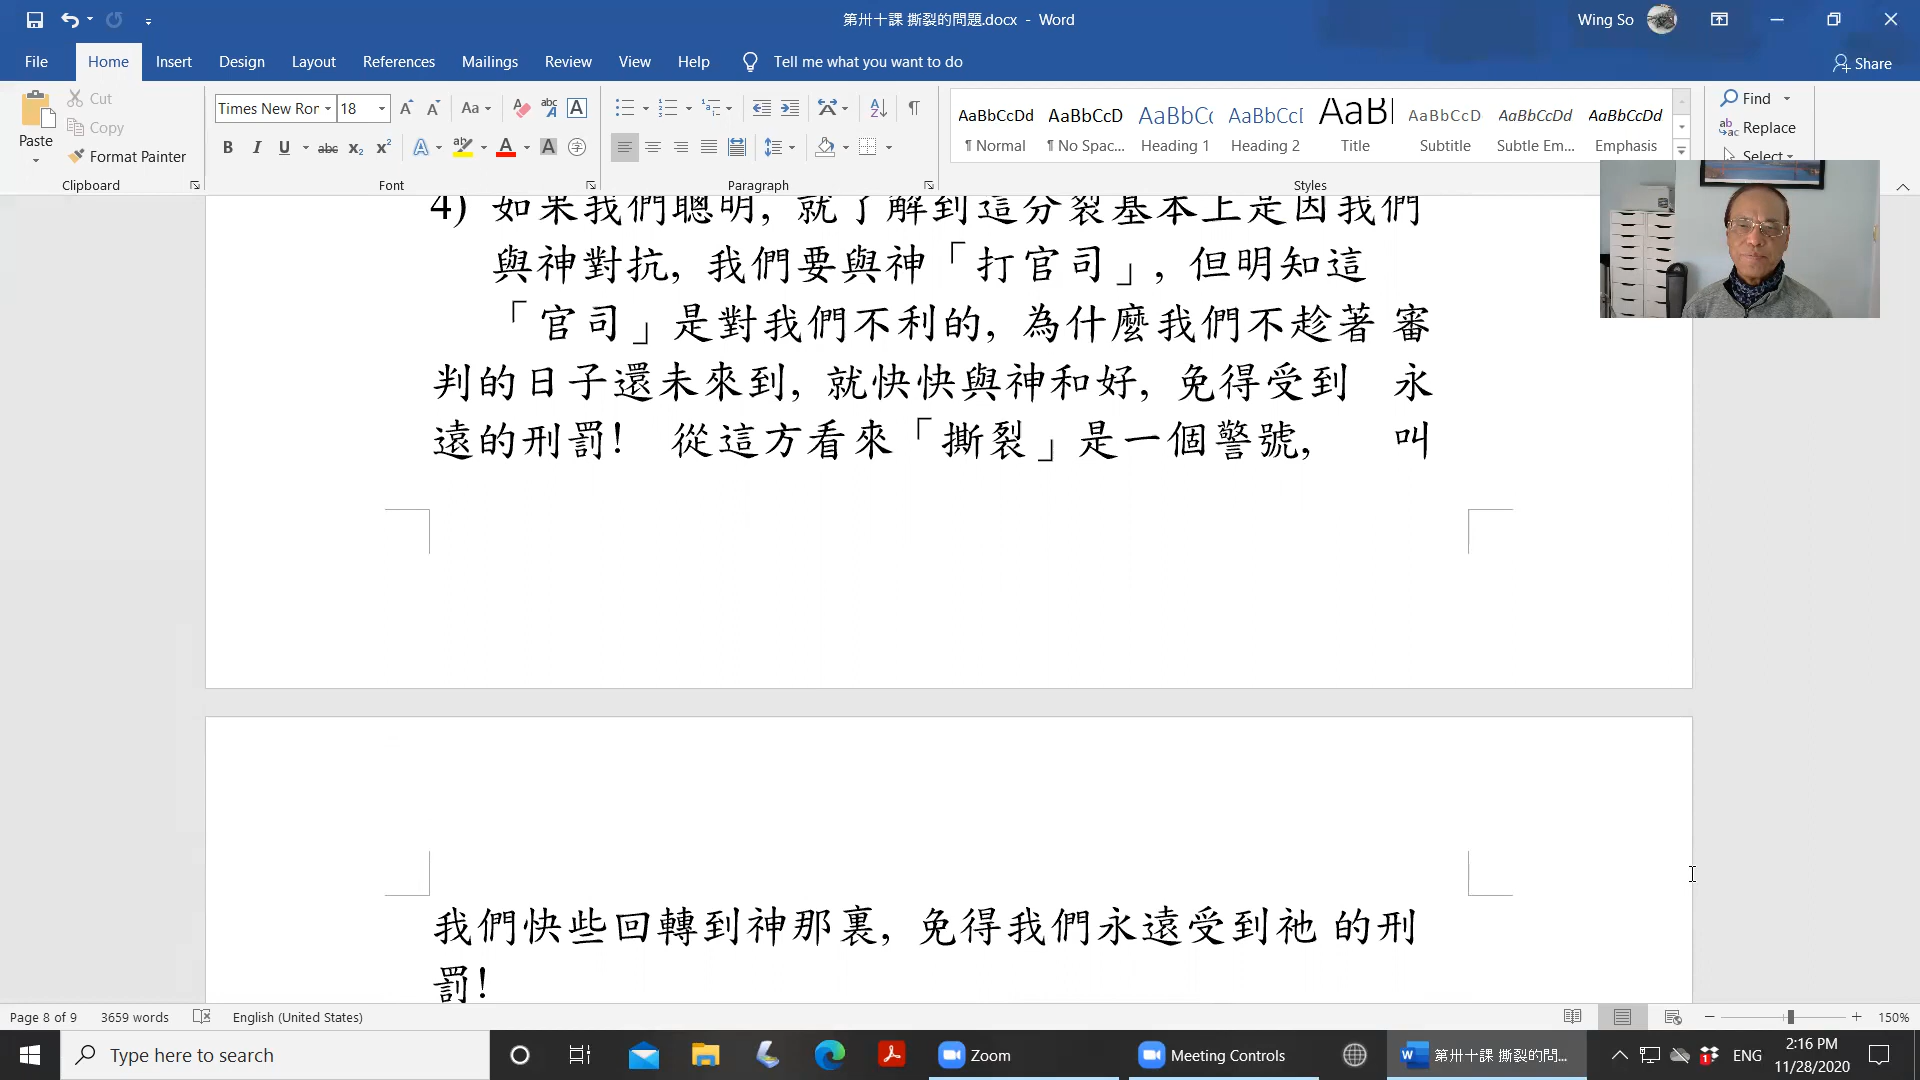 第卅十課 撕裂的問題.docx - Word
Wing So
File Home Insert Design Layout References Mailings Review View Help Tell me what you want to do Share
Paste
Cut
Copy
Format Painter
Clipboard
Times New Ror 18
Font
Paragraph
AaBbCcDd AaBbCcD AaBbCc AaBbCcD AaB AaBbCcD AaBbCcDd AaBbCcDd
¶ Normal ¶ No Spac... Heading 1 Heading 2 Title Subtitle Subtle Em... Emphasis
Styles
Find
Replace
Select
4) 如果我們聰明, 就了解到這分裂基本上是因我們
與神對抗, 我們要與神「打官司」, 但明知這
「官司」是對我們不利的, 為什麼我們不趁著 審
判的日子還未來到, 就快快與神和好, 免得受到 永
遠的刑罰! 從這方看來「撕裂」是一個警號, 叫
我們快些回轉到神那裏, 免得我們永遠受到祂 的刑
罰!
Page 8 of 9 3659 words English (United States) 150%
Type here to search Zoom Meeting Controls 第卅十課 撕裂的問... ENG
2:16 PM
11/28/2020